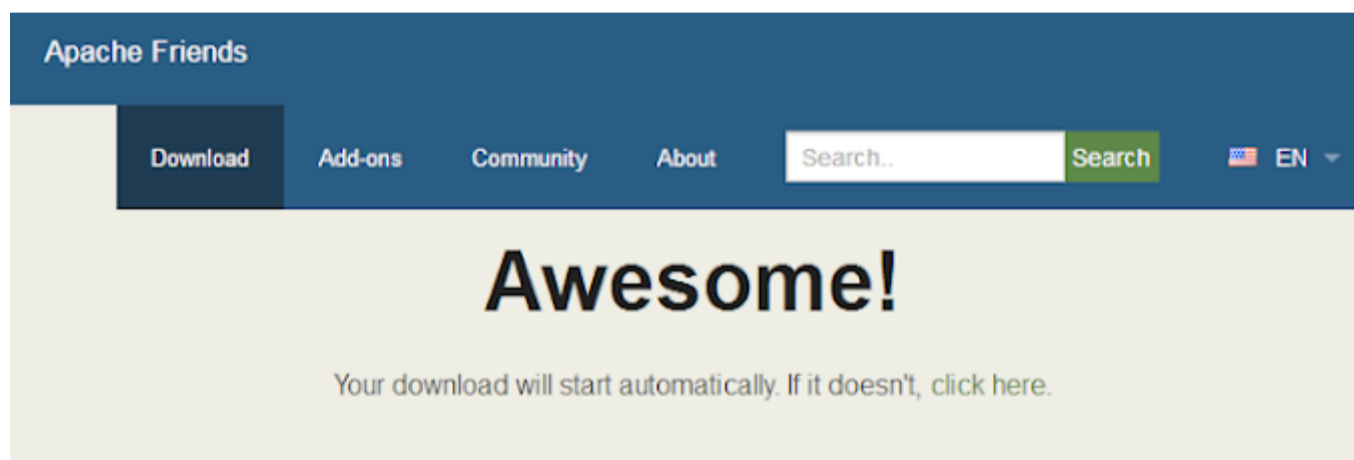 Apache Friends
Download Add-ons Community About Search.. Search EN
Awesome!
Your download will start automatically. If it doesn't, click here.